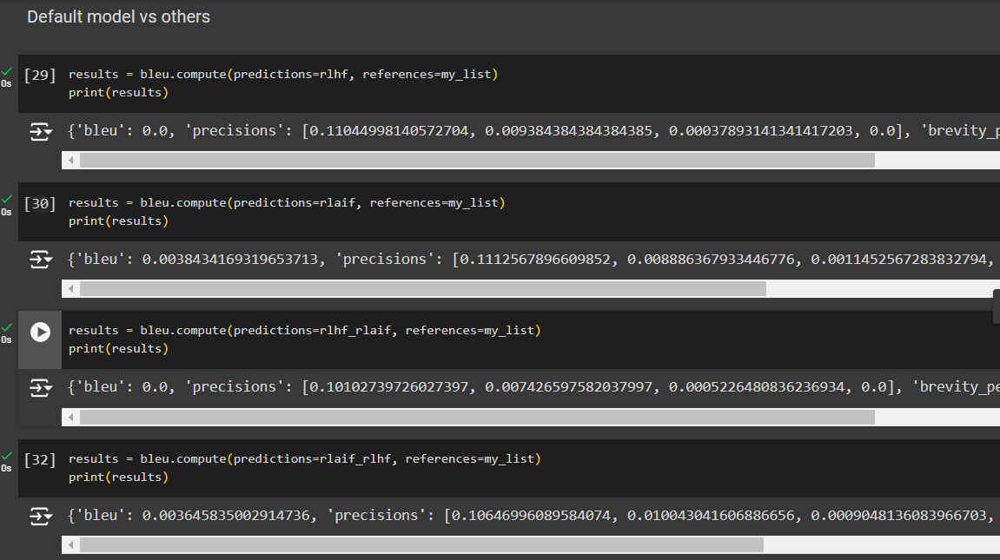 Default model vs others
0s
[29]
results = bleu.compute(predictions=rlhf, references=my_list)
print(results)
{'bleu': 0.0, 'precisions': [0.11044998140572704, 0.009384384384384385, 0.00037893141341417203, 0.0], 'brevity_p
0s
[30]
results = bleu.compute(predictions=rlaif, references=my_list)
print(results)
{'bleu': 0.0038434169319653713, 'precisions': [0.1112567896609852, 0.008886367933446776, 0.0011452567283832794,
0s
results = bleu.compute(predictions=rlhf_rlaif, references=my_list)
print(results)
{'bleu': 0.0, 'precisions': [0.10102739726027397, 0.007426597582037997, 0.0005226480836236934, 0.0], 'brevity_pe
0s
[32]
results = bleu.compute(predictions=rlaif_rlhf, references=my_list)
print(results)
{'bleu': 0.003645835002914736, 'precisions': [0.10646996089584074, 0.010043041606886656, 0.0009048136083966703,